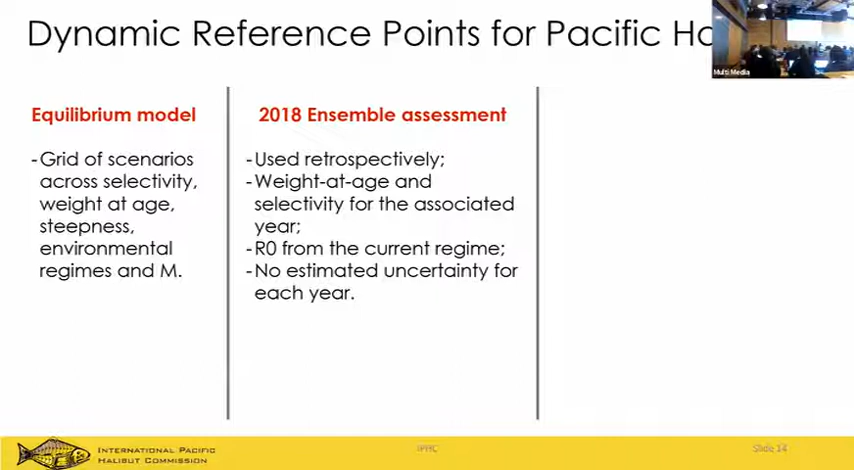 Dynamic Reference Points for Pacific Ha
Multi Media
Equilibrium model
-Grid of scenarios
across selectivity,
weight at age,
steepness,
environmental
regimes and M.
2018 Ensemble assessment
-Used retrospectively;
-Weight-at-age and
selectivity for the associated
year;
-R0 from the current regime;
-No estimated uncertainty for
each year.
INTERNATIONAL PACIFIC
HALIBUT COMMISSION
IPHC
Slide 14